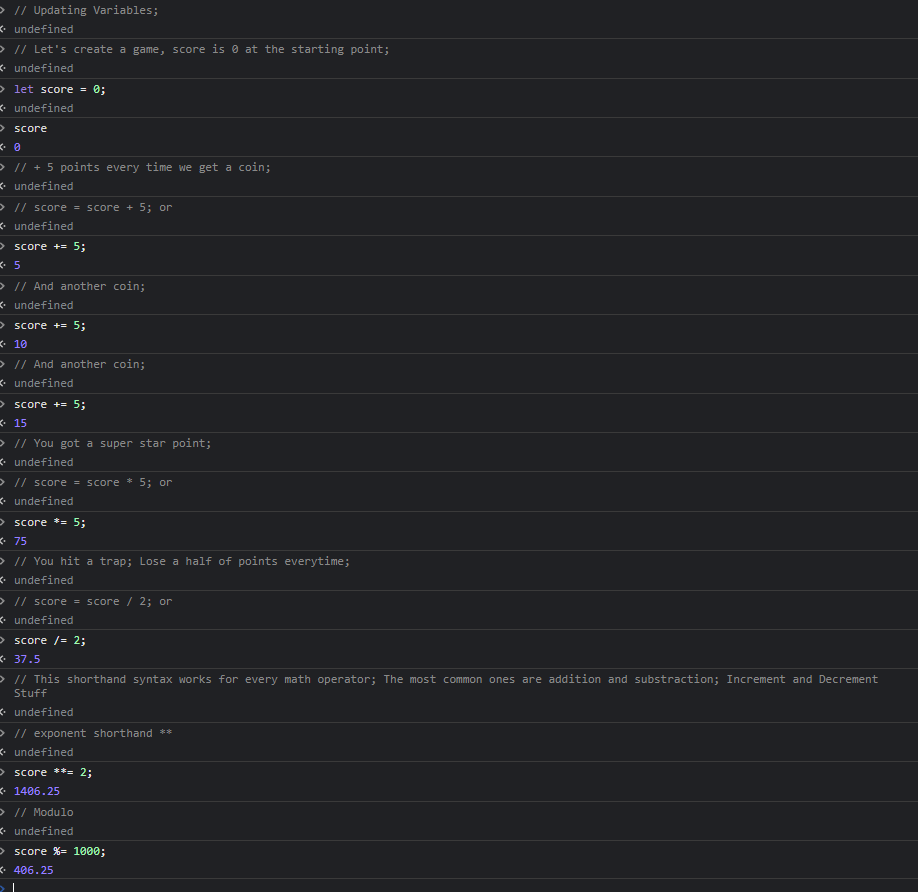 // Updating Variables;
undefined
// Let's create a game, score is 0 at the starting point;
undefined
let score = 0;
undefined
score
0
// + 5 points every time we get a coin;
undefined
// score = score + 5; or
undefined
score += 5;
5
// And another coin;
undefined
score += 5;
10
// And another coin;
undefined
score += 5;
15
// You got a super star point;
undefined
// score = score * 5; or
undefined
score *= 5;
75
// You hit a trap; Lose a half of points everytime;
undefined
// score = score / 2; or
undefined
score /= 2;
37.5
// This shorthand syntax works for every math operator; The most common ones are addition and substraction; Increment and Decrement
Stuff
undefined
// exponent shorthand **
undefined
score **= 2;
1406.25
// Modulo
undefined
score %= 1000;
406.25